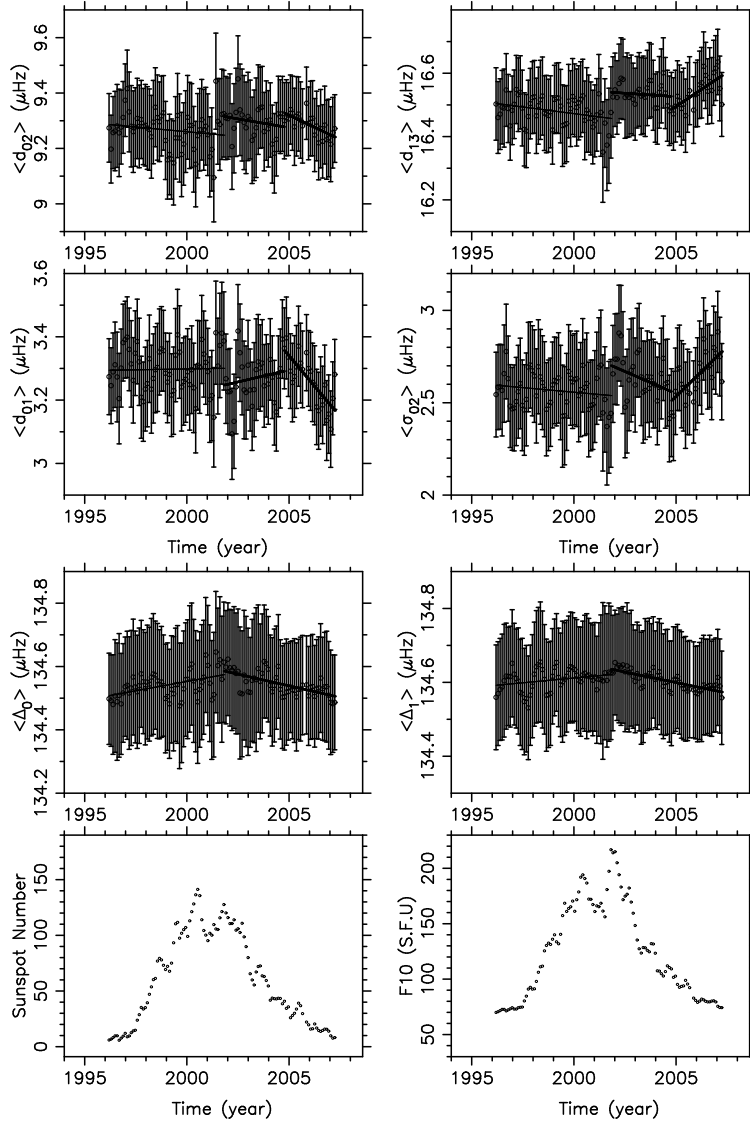 <d02> (μHz)
9 9.2 9.4 9.6
1995 2000 2005
<d13> (μHz)
16.2 16.4 16.6
1995 2000 2005
<d01> (μHz)
3 3.2 3.4 3.6
1995 2000 2005
Time (year)
<σ02> (μHz)
2 2.5 3
1995 2000 2005
Time (year)
<Δ0> (μHz)
134.2 134.4 134.6 134.8
1995 2000 2005
<Δ1> (μHz)
134.4 134.6 134.8
1995 2000 2005
Sunspot Number
0 50 100 150
1995 2000 2005
Time (year)
F10 (S.F.U)
50 100 150 200
1995 2000 2005
Time (year)